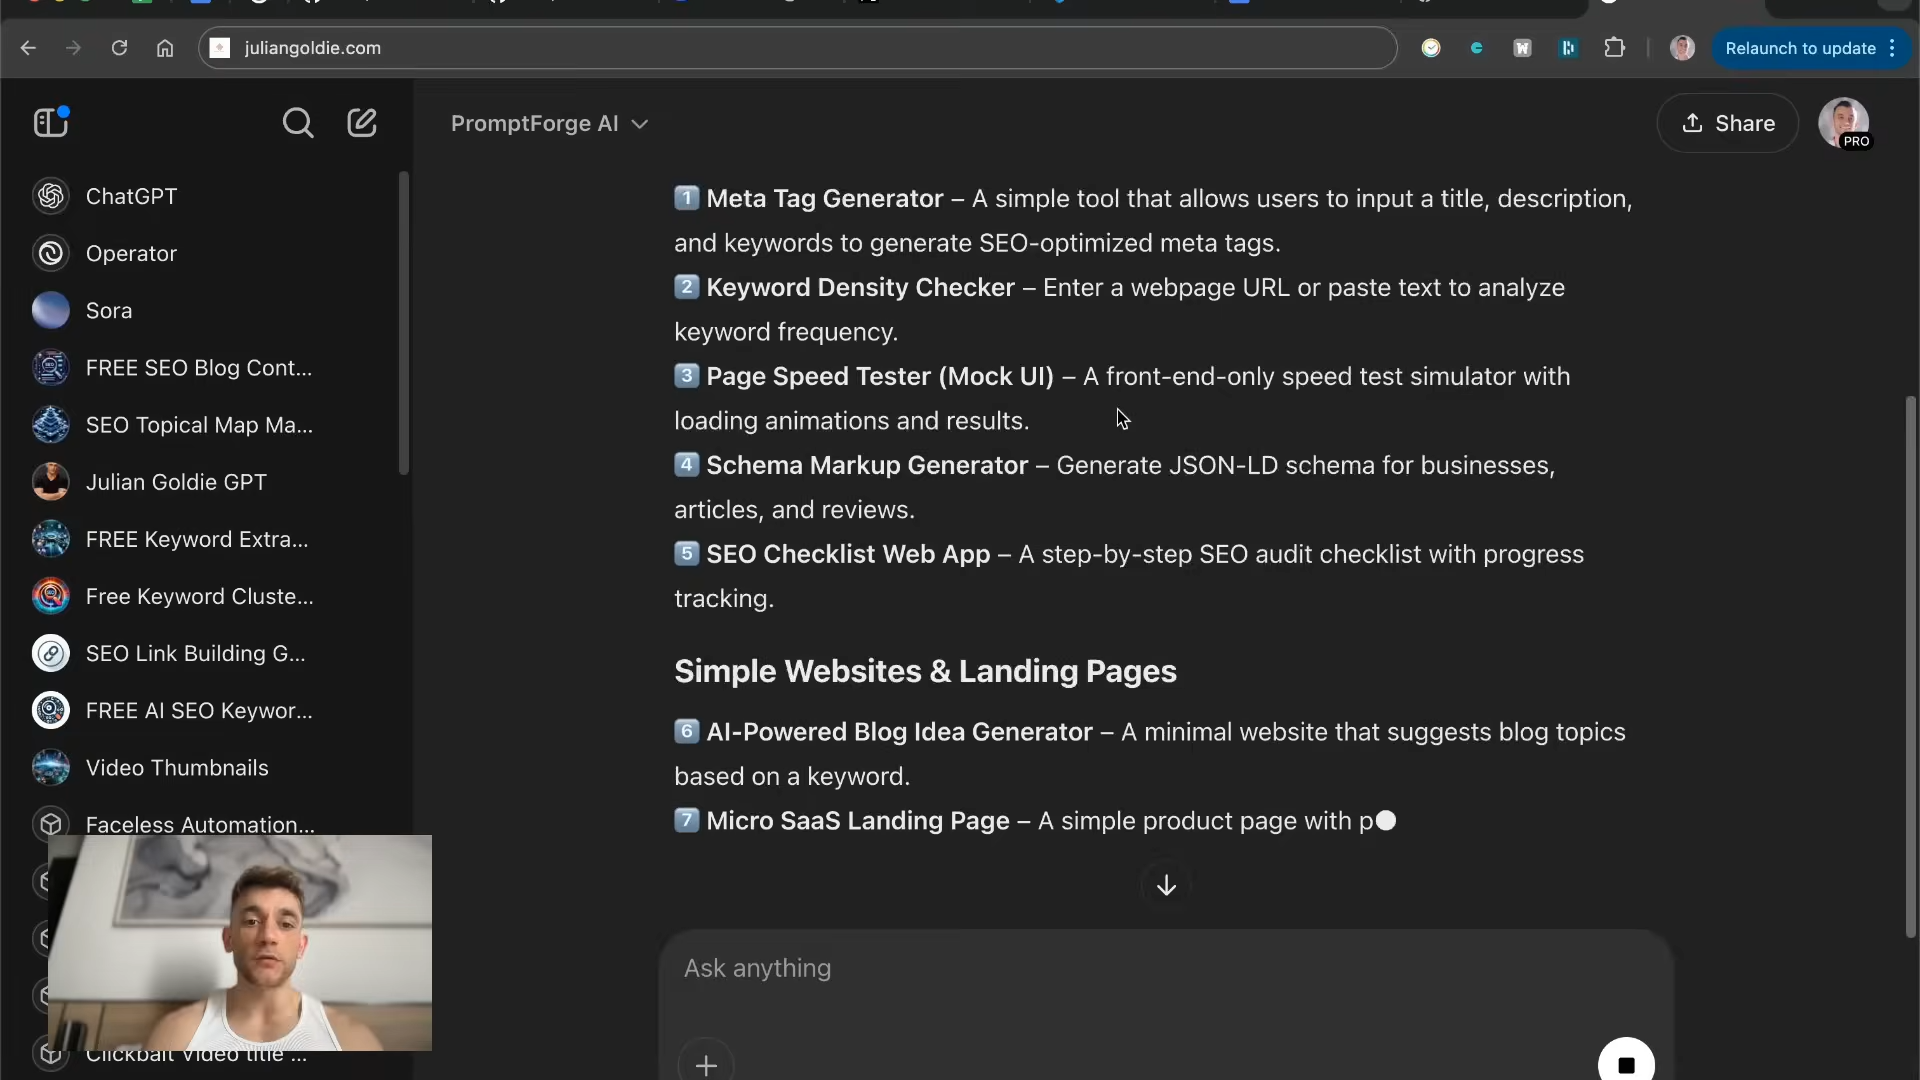 juliangoldie.com
Relaunch to update
PromptForge AI
Share
PRO
ChatGPT
Operator
Sora
FREE SEO Blog Cont...
SEO Topical Map Ma...
Julian Goldie GPT
FREE Keyword Extra...
Free Keyword Cluste...
SEO Link Building G...
FREE AI SEO Keywor...
Video Thumbnails
Faceless Automation...
Clickbait Video title ...
1 Meta Tag Generator – A simple tool that allows users to input a title, description,
and keywords to generate SEO-optimized meta tags.
2 Keyword Density Checker – Enter a webpage URL or paste text to analyze
keyword frequency.
3 Page Speed Tester (Mock UI) – A front-end-only speed test simulator with
loading animations and results.
4 Schema Markup Generator – Generate JSON-LD schema for businesses,
articles, and reviews.
5 SEO Checklist Web App – A step-by-step SEO audit checklist with progress
tracking.
Simple Websites & Landing Pages
6 AI-Powered Blog Idea Generator – A minimal website that suggests blog topics
based on a keyword.
7 Micro SaaS Landing Page – A simple product page with p
Ask anything